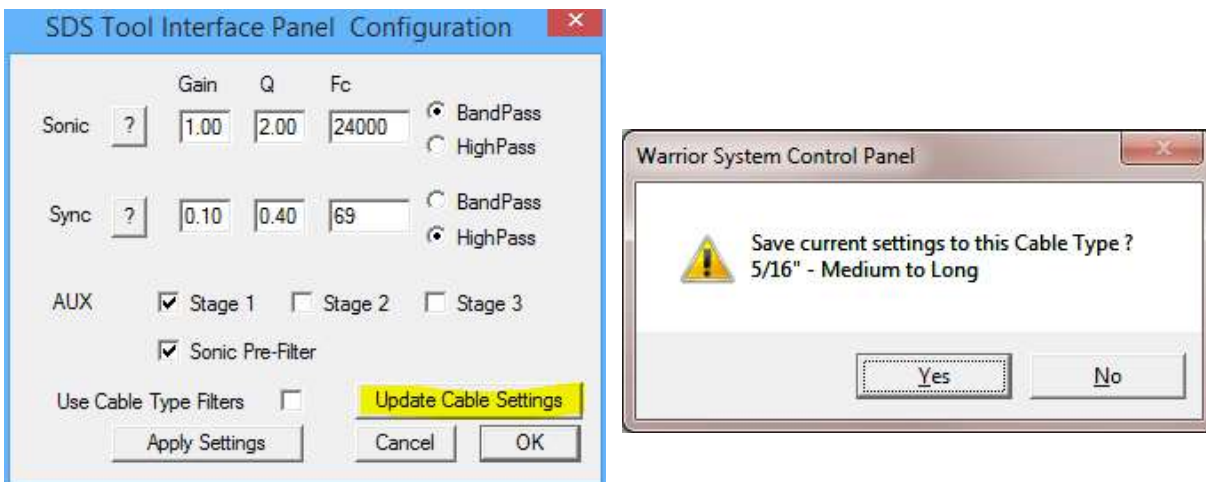 SDS Tool Interface Panel Configuration
Gain Q Fc
Sonic ? 1.00 2.00 24000 BandPass
HighPass
Sync ? 0.10 0.40 69 BandPass
HighPass
AUX Stage 1 Stage 2 Stage 3
Sonic Pre-Filter
Use Cable Type Filters Update Cable Settings
Apply Settings Cancel OK
Warrior System Control Panel
Save current settings to this Cable Type ?
5/16" - Medium to Long
Yes No